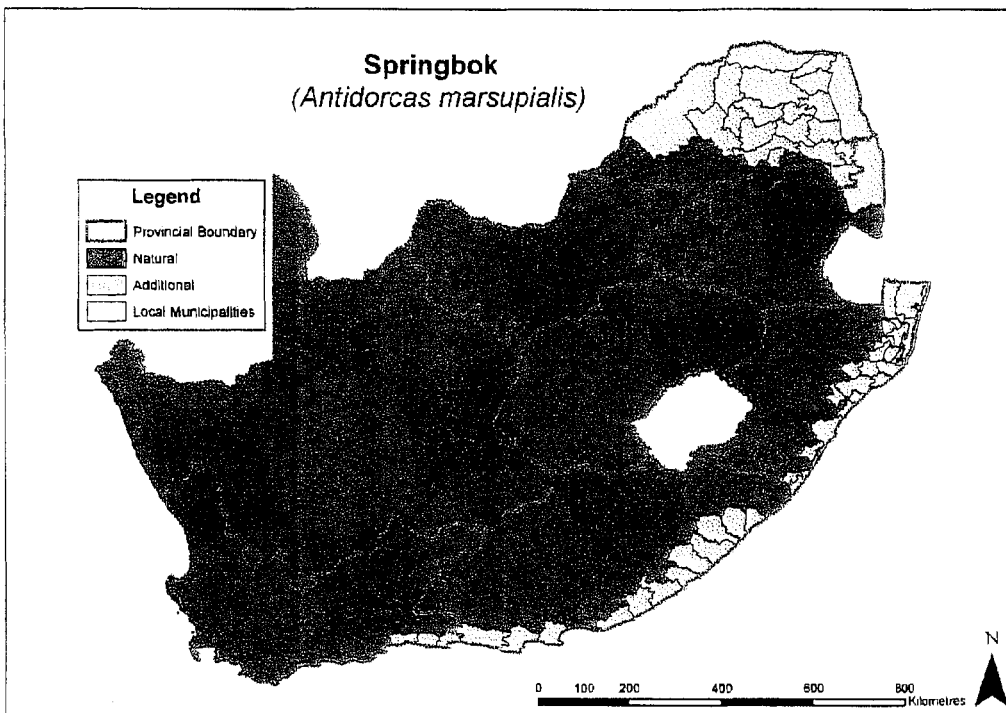 Springbok
(Antidorcas marsupialis)
Legend
Provincial Boundary
Natural
Additional
Local Municipalities
N
0 100 200 400 600 800
Kilometres